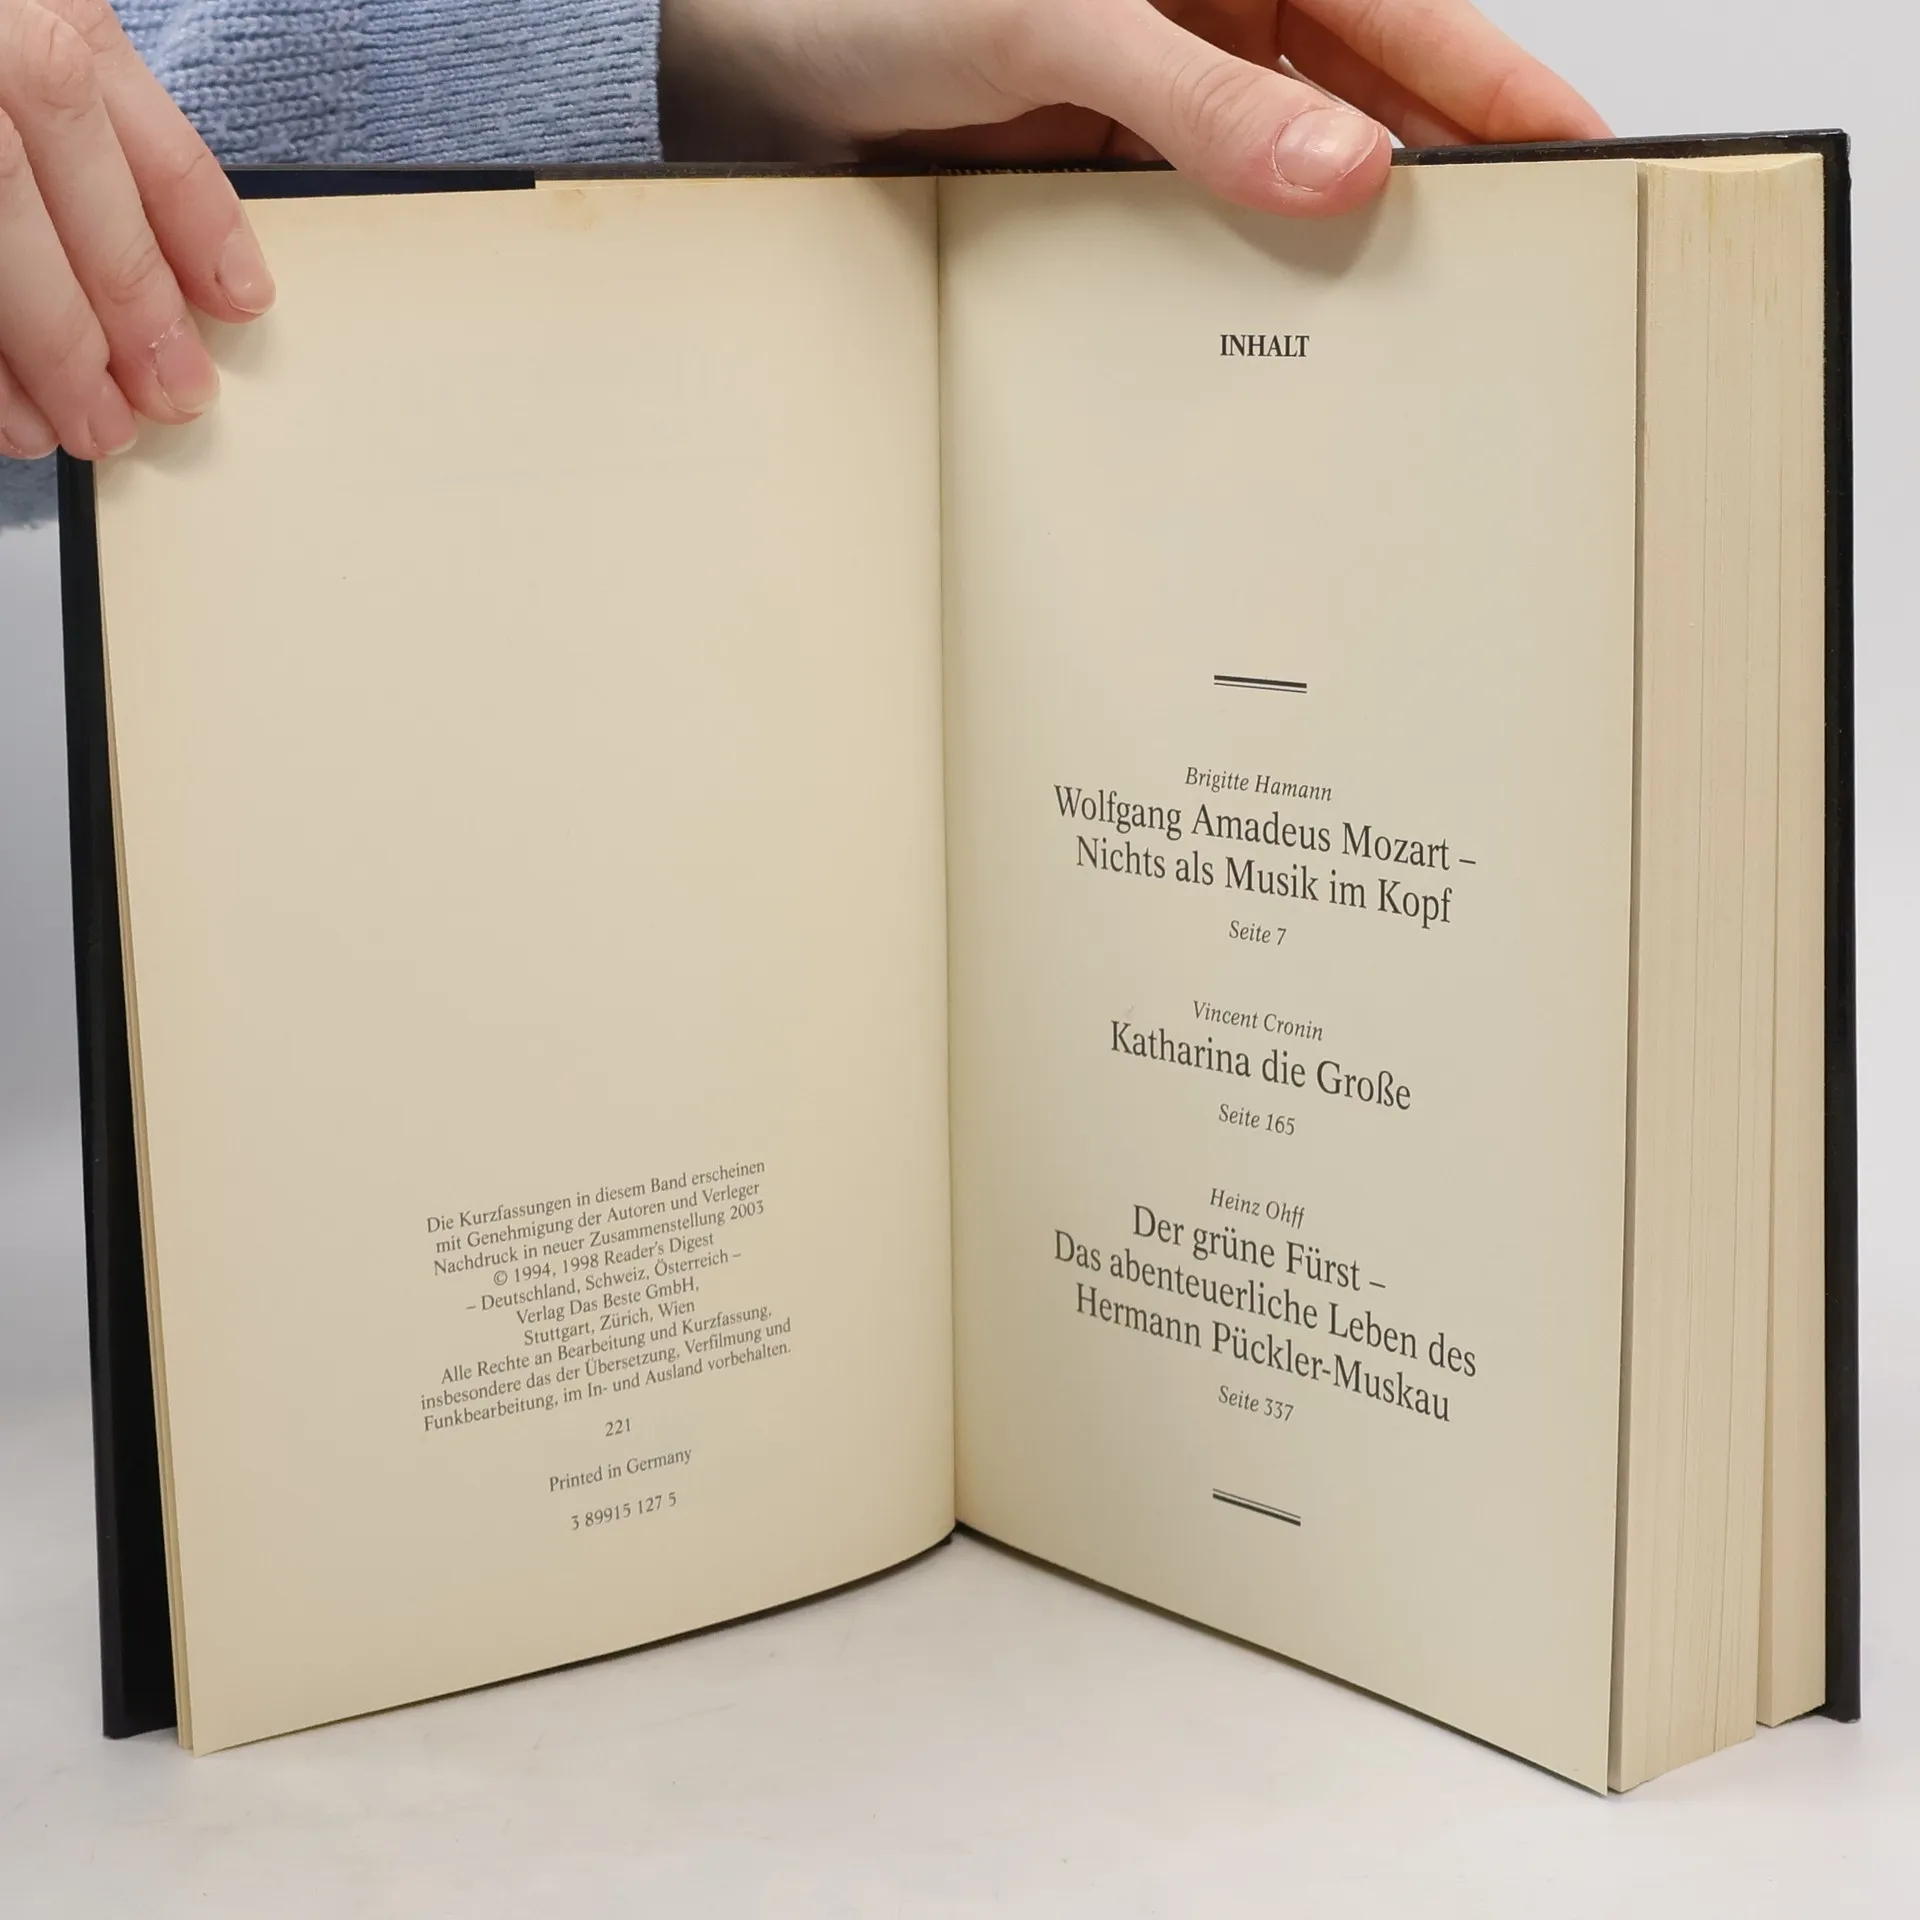 Die Kurzfassungen in diesem Band erscheinen
mit Genehmigung der Autoren und Verleger
Nachdruck in neuer Zusammenstellung 2003
© 1994, 1998 Reader's Digest
– Deutschland, Schweiz, Österreich –
Verlag Das Beste GmbH,
Stuttgart, Zürich, Wien
Alle Rechte an Bearbeitung und Kurzfassung,
insbesondere das der Übersetzung, Verfilmung und
Funkbearbeitung, im In- und Ausland vorbehalten.
221
Printed in Germany
3 89915 127 5
INHALT
Brigitte Hamann
Wolfgang Amadeus Mozart –
Nichts als Musik im Kopf
Seite 7
Vincent Cronin
Katharina die Große
Seite 165
Heinz Ohff
Der grüne Fürst –
Das abenteuerliche Leben des
Hermann Pückler-Muskau
Seite 337